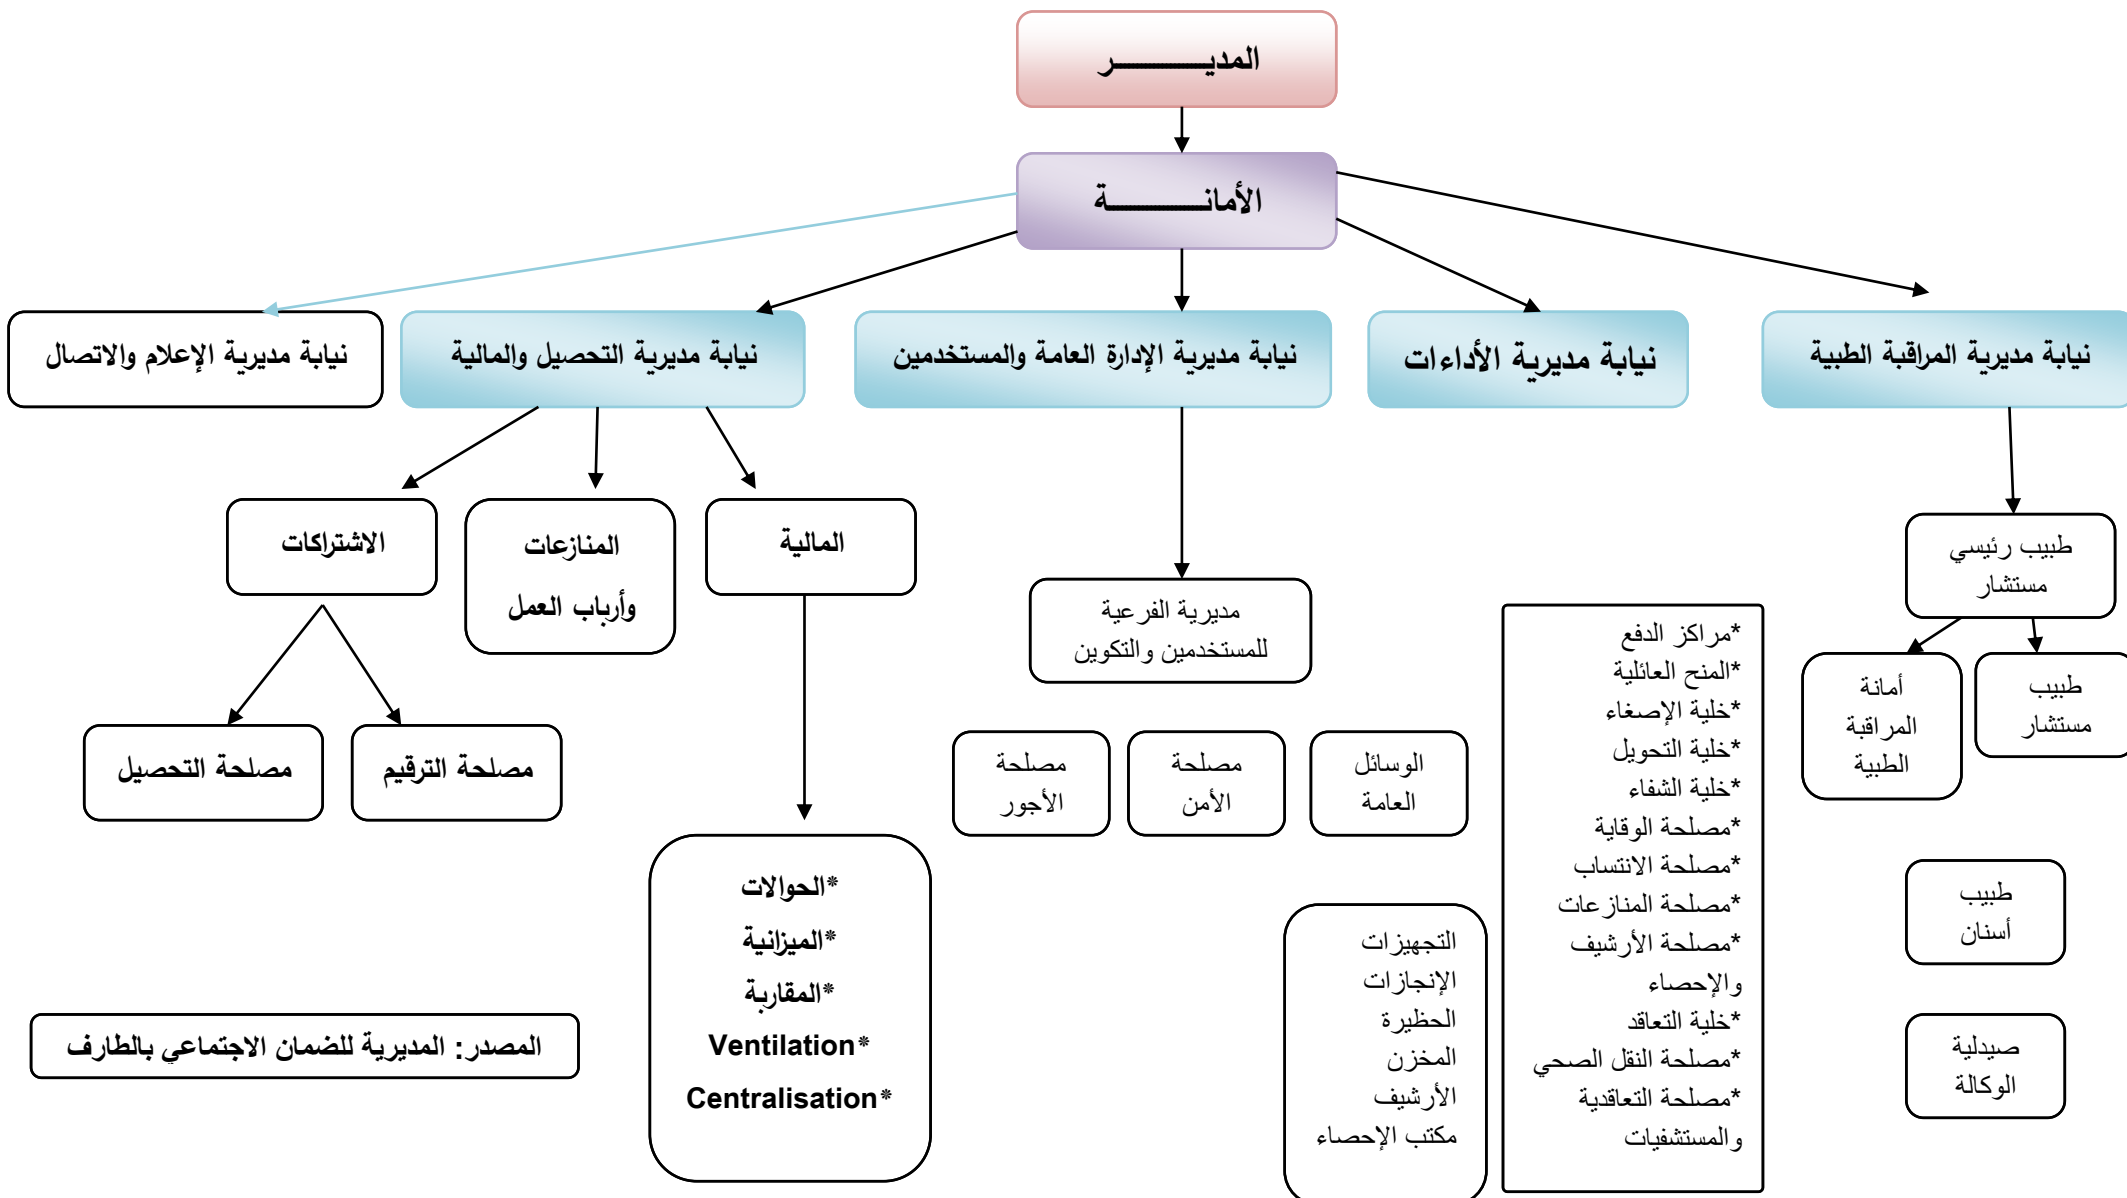 المديـــــــــر
الأمانـــــــــة
نيابة مديرية المراقبة الطبية
نيابة مديرية الأداءات
نيابة مديرية الإدارة العامة والمستخدمين
نيابة مديرية التحصيل والمالية
نيابة مديرية الإعلام والاتصال
طبيب رئيسي
مستشار
طبيب
مستشار
أمانة
المراقبة
الطبية
طبيب
أسنان
صيدلية
الوكالة
*مراكز الدفع
*المنح العائلية
*خلية الإصغاء
*خلية التحويل
*خلية الشفاء
*مصلحة الوقاية
*مصلحة الانتساب
*مصلحة المنازعات
*مصلحة الأرشيف
والإحصاء
*خلية التعاقد
*مصلحة النقل الصحي
*مصلحة التعاقدية
والمستشفيات
مديرية الفرعية
للمستخدمين والتكوين
الوسائل
العامة
مصلحة
الأمن
مصلحة
الأجور
التجهيزات
الإنجازات
الحظيرة
المخزن
الأرشيف
مكتب الإحصاء
المالية
المنازعات
وأرباب العمل
الاشتراكات
مصلحة الترقيم
مصلحة التحصيل
*الحوالات
*الميزانية
*المقاربة
Ventilation*
Centralisation*
المصدر: المديرية للضمان الاجتماعي بالطارف